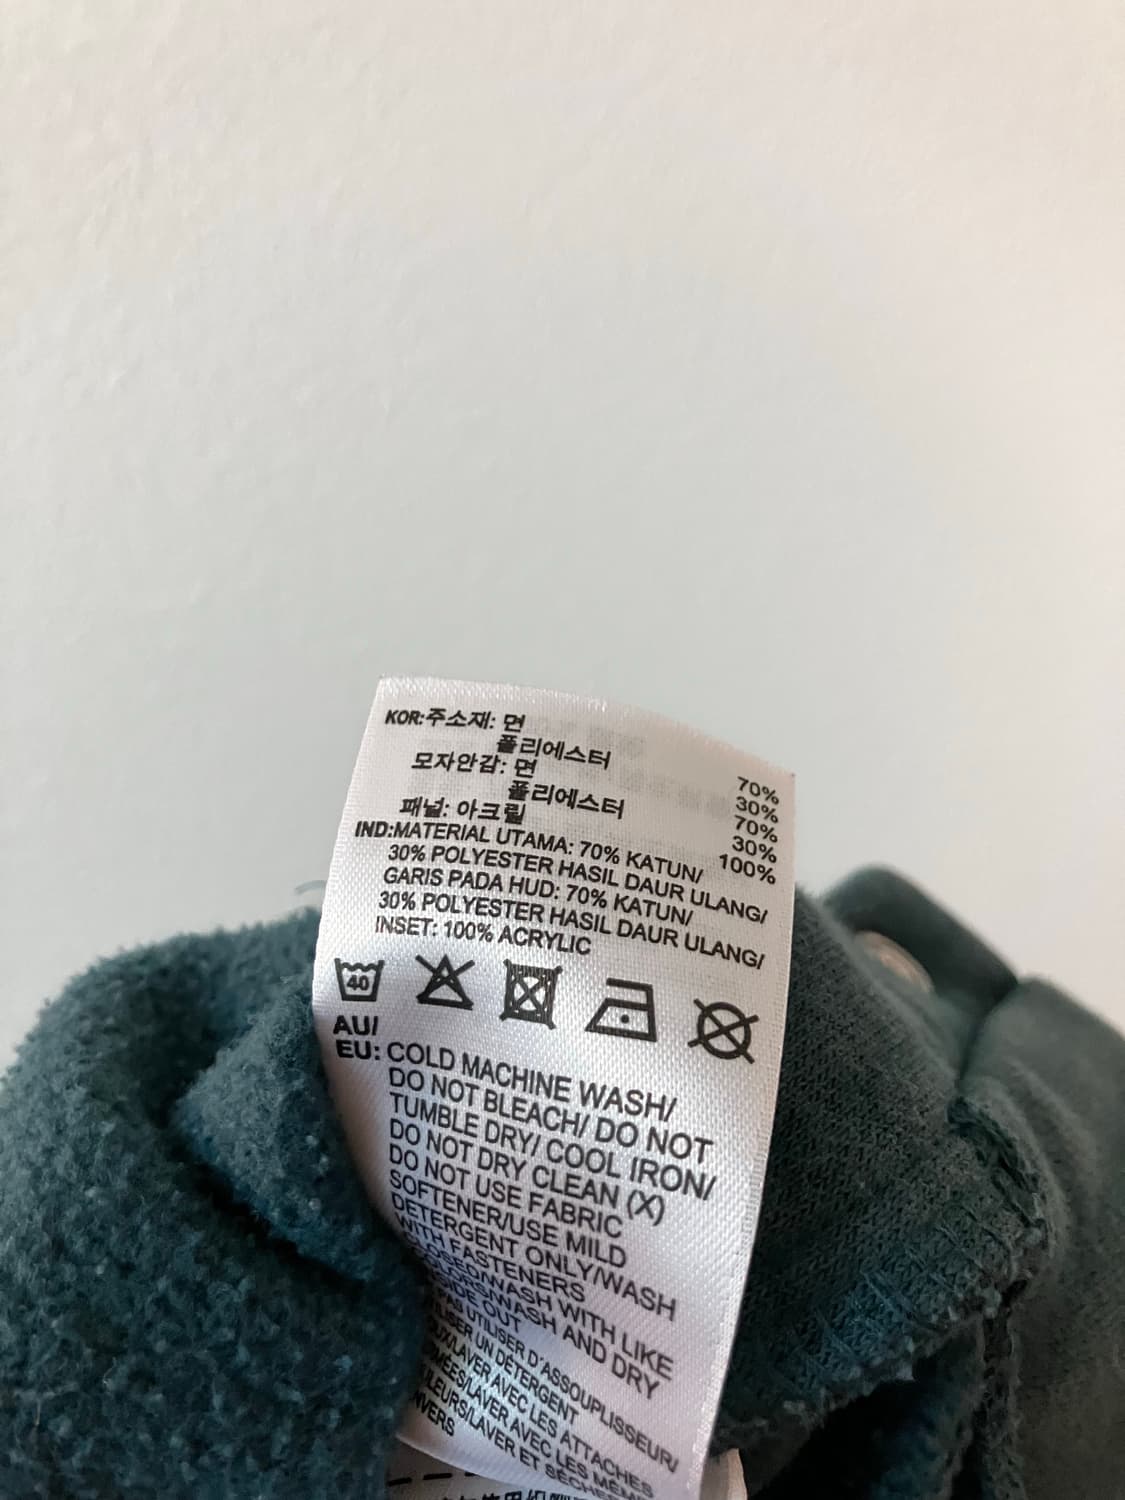 KOR:주소재: 면 70%
폴리에스터 30%
모자안감: 면 70%
폴리에스터 30%
패널: 아크릴 100%
IND:MATERIAL UTAMA: 70% KATUN/
30% POLYESTER HASIL DAUR ULANG/
GARIS PADA HUD: 70% KATUN/
30% POLYESTER HASIL DAUR ULANG/
INSET: 100% ACRYLIC
40
AU/
EU: COLD MACHINE WASH/
DO NOT BLEACH/ DO NOT
TUMBLE DRY/ COOL IRON/
DO NOT DRY CLEAN (X)
DO NOT USE FABRIC
SOFTENER/USE MILD
DETERGENT ONLY/WASH
WITH FASTENERS
WASH WITH LIKE
WASH AND DRY
OUT
PAS UTILISER D'ASSOUPLISSEUR/
UN DÉTERGENT
LAVER AVEC LES ATTACHES
LAVER AVEC LES
LAVER ET